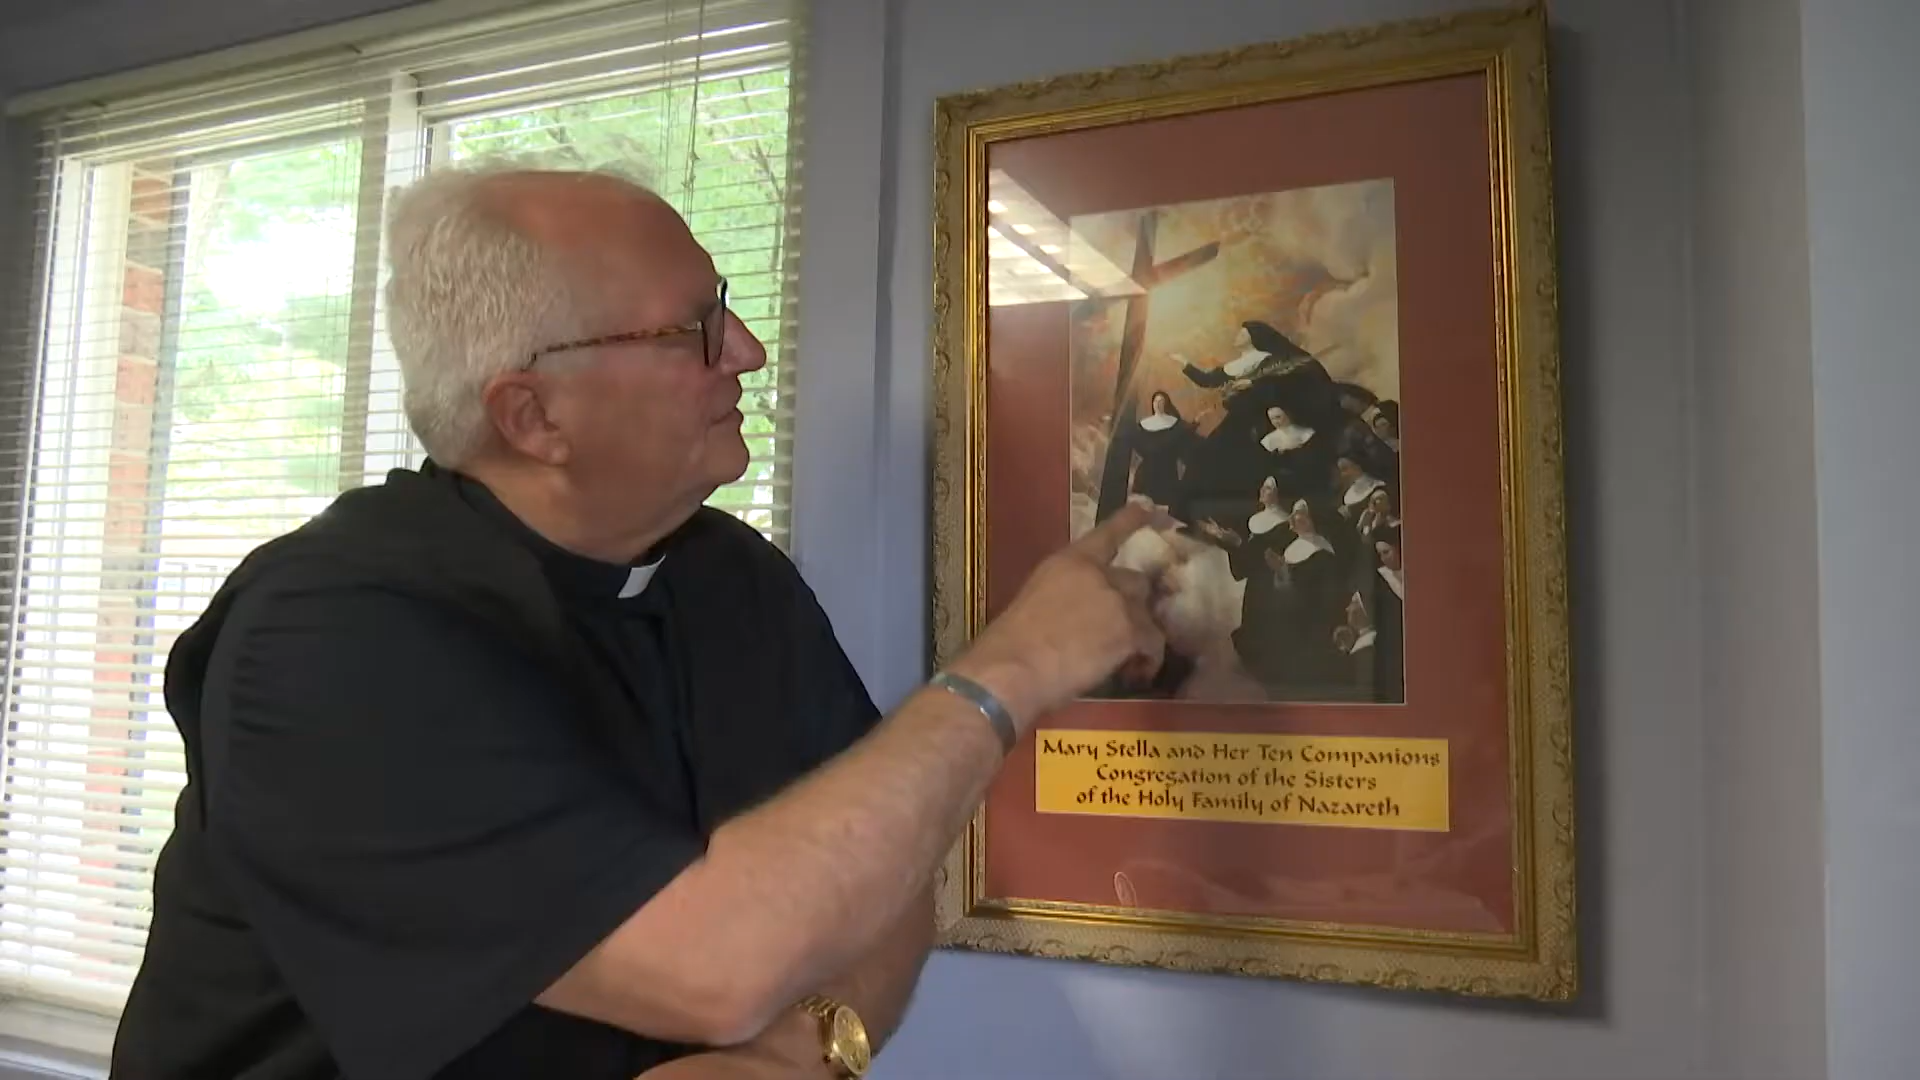 Mary Stella and Her Ten Companions
Congregation of the Sisters
of the Holy Family of Nazareth